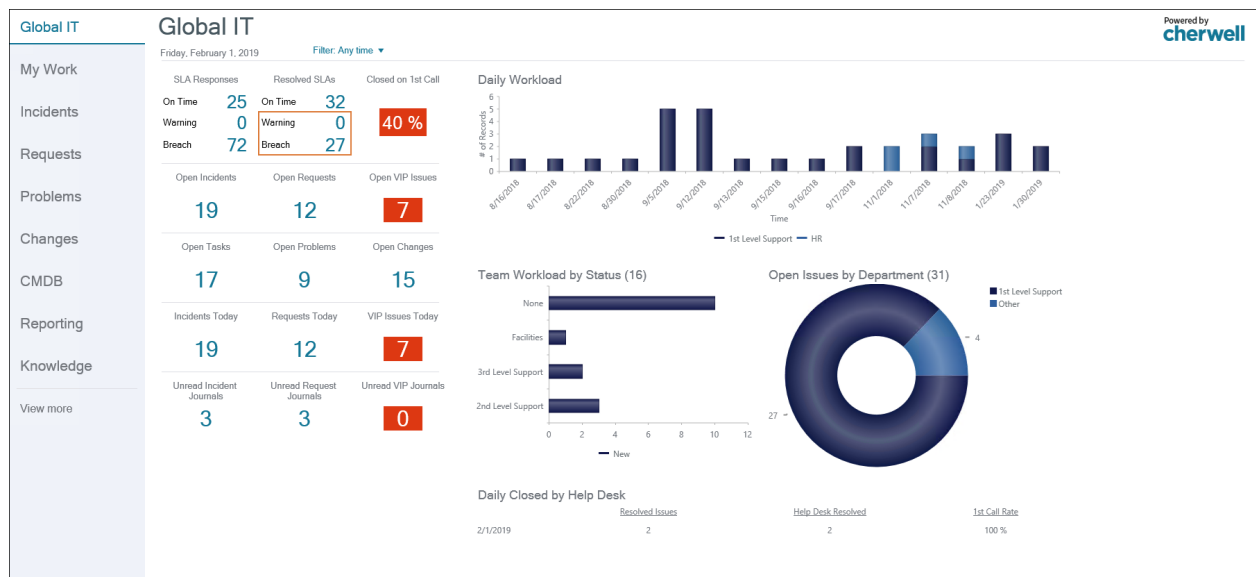 Global IT
My Work
Incidents
Requests
Problems
Changes
CMDB
Reporting
Knowledge
View more
Global IT
Friday, February 1, 2019
Filter: Any time
Powered by
cherwell
SLA Responses
On Time 25
Warning 0
Breach 72
Resolved SLAs
On Time 32
Warning 0
Breach 27
Closed on 1st Call
40 %
Open Incidents
19
Open Requests
12
Open VIP Issues
7
Open Tasks
17
Open Problems
9
Open Changes
15
Incidents Today
19
Requests Today
12
VIP Issues Today
7
Unread Incident
Journals
3
Unread Request
Journals
3
Unread VIP Journals
0
Daily Workload
# of Records
6
5
4
3
2
1
0
8/16/2018
8/17/2018
8/22/2018
8/30/2018
9/5/2018
9/12/2018
9/13/2018
9/15/2018
9/16/2018
9/17/2018
11/1/2018
11/7/2018
11/8/2018
1/23/2019
1/30/2019
Time
1st Level Support HR
Team Workload by Status (16)
None
Facilities
3rd Level Support
2nd Level Support
0 2 4 6 8 10 12
New
Open Issues by Department (31)
1st Level Support
Other
4
27
Daily Closed by Help Desk
Resolved Issues Help Desk Resolved 1st Call Rate
2/1/2019 2 2 100 %